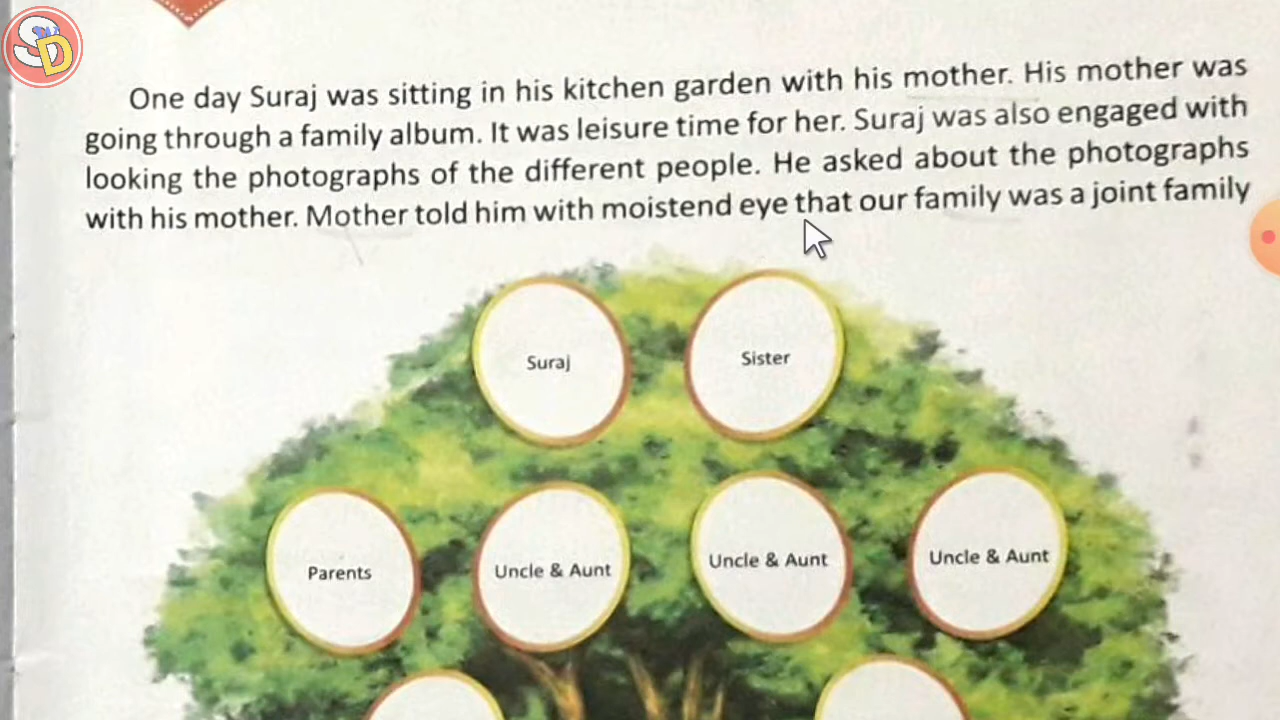 SD
One day Suraj was sitting in his kitchen garden with his mother. His mother was
going through a family album. It was leisure time for her. Suraj was also engaged with
looking the photographs of the different people. He asked about the photographs
with his mother. Mother told him with moistend eye that our family was a joint family
Suraj
Sister
Parents
Uncle & Aunt
Uncle & Aunt
Uncle & Aunt